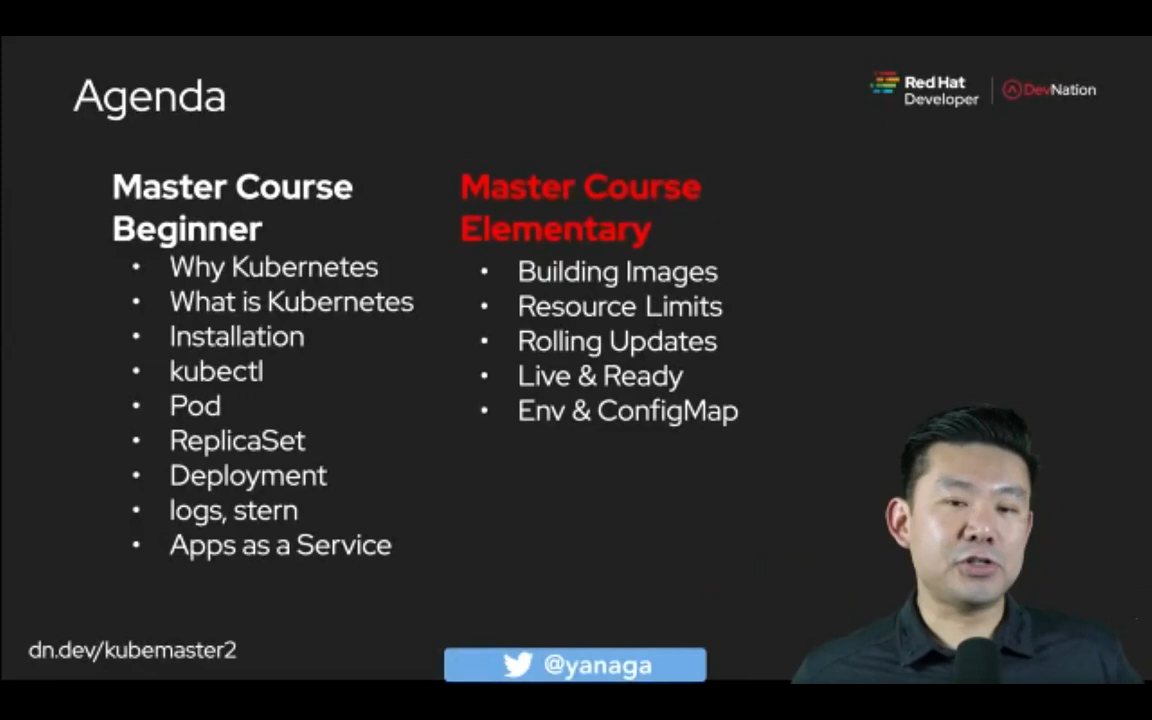 Agenda
Red Hat
Developer
DevNation
Master Course
Beginner
• Why Kubernetes
• What is Kubernetes
• Installation
• kubectl
• Pod
• ReplicaSet
• Deployment
• logs, stern
• Apps as a Service
Master Course
Elementary
• Building Images
• Resource Limits
• Rolling Updates
• Live & Ready
• Env & ConfigMap
dn.dev/kubemaster2
@yanaga